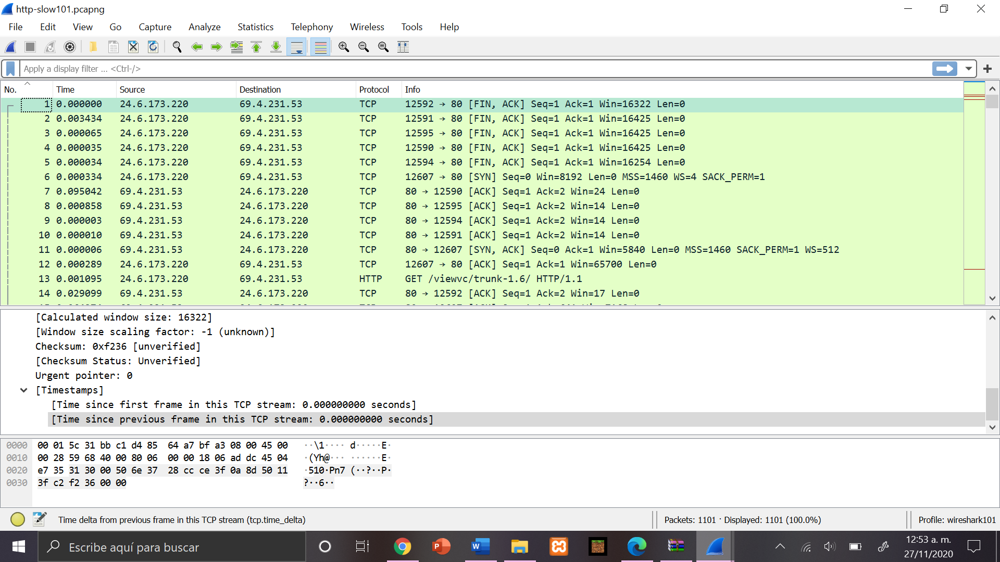 http-slow101.pcapng
File Edit View Go Capture Analyze Statistics Telephony Wireless Tools Help
Apply a display filter ... <Ctrl-/>
No. Time Source Destination Protocol Info
1 0.000000 24.6.173.220 69.4.231.53 TCP 12592 → 80 [FIN, ACK] Seq=1 Ack=1 Win=16322 Len=0
2 0.003434 24.6.173.220 69.4.231.53 TCP 12591 → 80 [FIN, ACK] Seq=1 Ack=1 Win=16425 Len=0
3 0.000065 24.6.173.220 69.4.231.53 TCP 12595 → 80 [FIN, ACK] Seq=1 Ack=1 Win=16425 Len=0
4 0.000035 24.6.173.220 69.4.231.53 TCP 12590 → 80 [FIN, ACK] Seq=1 Ack=1 Win=16425 Len=0
5 0.000034 24.6.173.220 69.4.231.53 TCP 12594 → 80 [FIN, ACK] Seq=1 Ack=1 Win=16254 Len=0
6 0.000334 24.6.173.220 69.4.231.53 TCP 12607 → 80 [SYN] Seq=0 Win=8192 Len=0 MSS=1460 WS=4 SACK_PERM=1
7 0.095042 69.4.231.53 24.6.173.220 TCP 80 → 12590 [ACK] Seq=1 Ack=2 Win=24 Len=0
8 0.000858 69.4.231.53 24.6.173.220 TCP 80 → 12595 [ACK] Seq=1 Ack=2 Win=14 Len=0
9 0.000003 69.4.231.53 24.6.173.220 TCP 80 → 12594 [ACK] Seq=1 Ack=2 Win=14 Len=0
10 0.000010 69.4.231.53 24.6.173.220 TCP 80 → 12591 [ACK] Seq=1 Ack=2 Win=14 Len=0
11 0.000006 69.4.231.53 24.6.173.220 TCP 80 → 12607 [SYN, ACK] Seq=0 Ack=1 Win=5840 Len=0 MSS=1460 SACK_PERM=1 WS=512
12 0.000289 24.6.173.220 69.4.231.53 TCP 12607 → 80 [ACK] Seq=1 Ack=1 Win=65700 Len=0
13 0.001095 24.6.173.220 69.4.231.53 HTTP GET /viewvc/trunk-1.6/ HTTP/1.1
14 0.029099 69.4.231.53 24.6.173.220 TCP 80 → 12592 [ACK] Seq=1 Ack=2 Win=17 Len=0
[Calculated window size: 16322]
[Window size scaling factor: -1 (unknown)]
Checksum: 0xf236 [unverified]
[Checksum Status: Unverified]
Urgent pointer: 0
[Timestamps]
[Time since first frame in this TCP stream: 0.000000000 seconds]
[Time since previous frame in this TCP stream: 0.000000000 seconds]
0000 00 01 5c 31 bb c1 d4 85 64 a7 bf a3 08 00 45 00 ··\1···· d·····E·
0010 00 28 59 68 40 00 80 06 00 00 18 06 ad dc 45 04 ·(Yh@··· ······E·
0020 e7 35 31 30 00 50 6e 37 28 cc ce 3f 0a 8d 50 11 ·510·Pn7 (··?··P·
0030 3f c2 f2 36 00 00 ?··6··
Time delta from previous frame in this TCP stream (tcp.time_delta)
Packets: 1101 · Displayed: 1101 (100.0%)
Profile: wireshark101
Escribe aquí para buscar
12:53 a. m.
27/11/2020